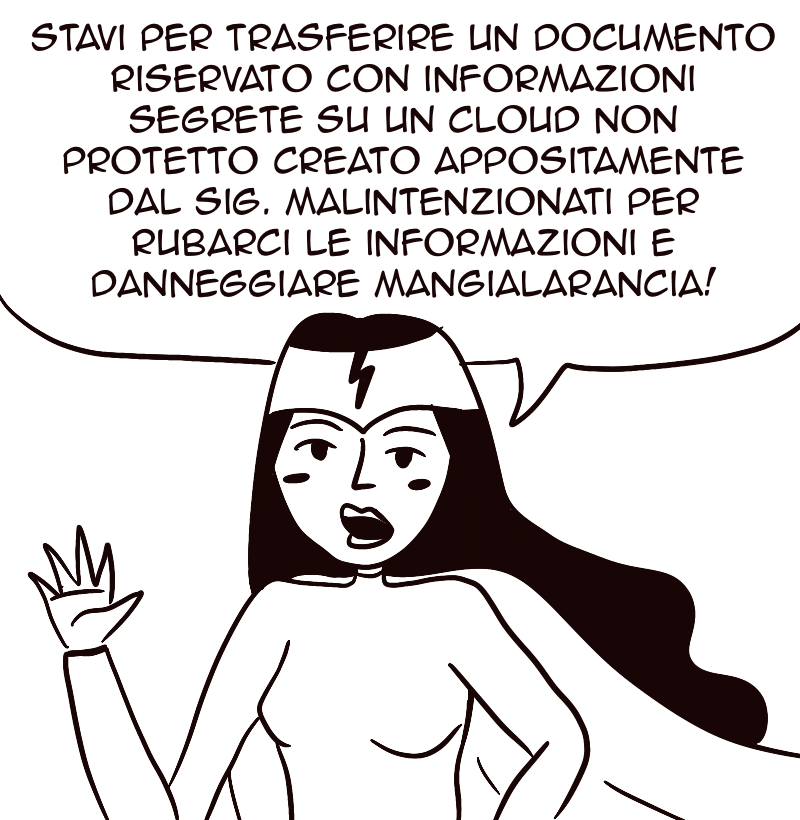 STAVI PER TRASFERIRE UN DOCUMENTO
RISERVATO CON INFORMAZIONI
SEGRETE SU UN CLOUD NON
PROTETTO CREATO APPOSITAMENTE
DAL SIG. MALINTENZIONATI PER
RUBARCI LE INFORMAZIONI E
DANNEGGIARE MANGIALARANCIA!